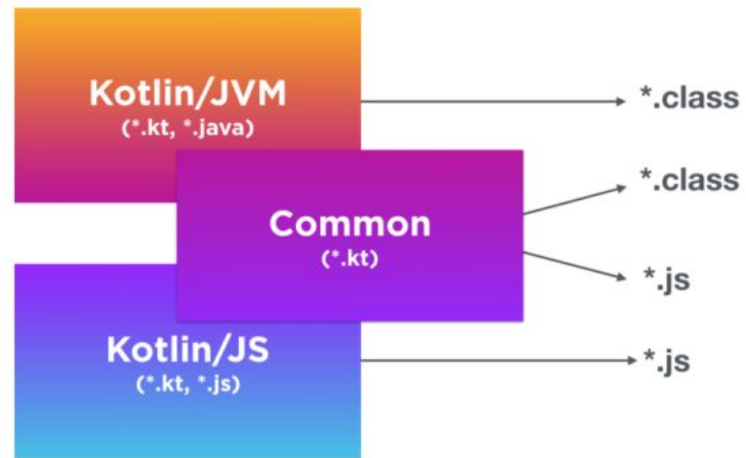 Kotlin/JVM
(*.kt, *.java)
*.class
*.class
Common
(*.kt)
*.js
Kotlin/JS
(*.kt, *.js)
*.js